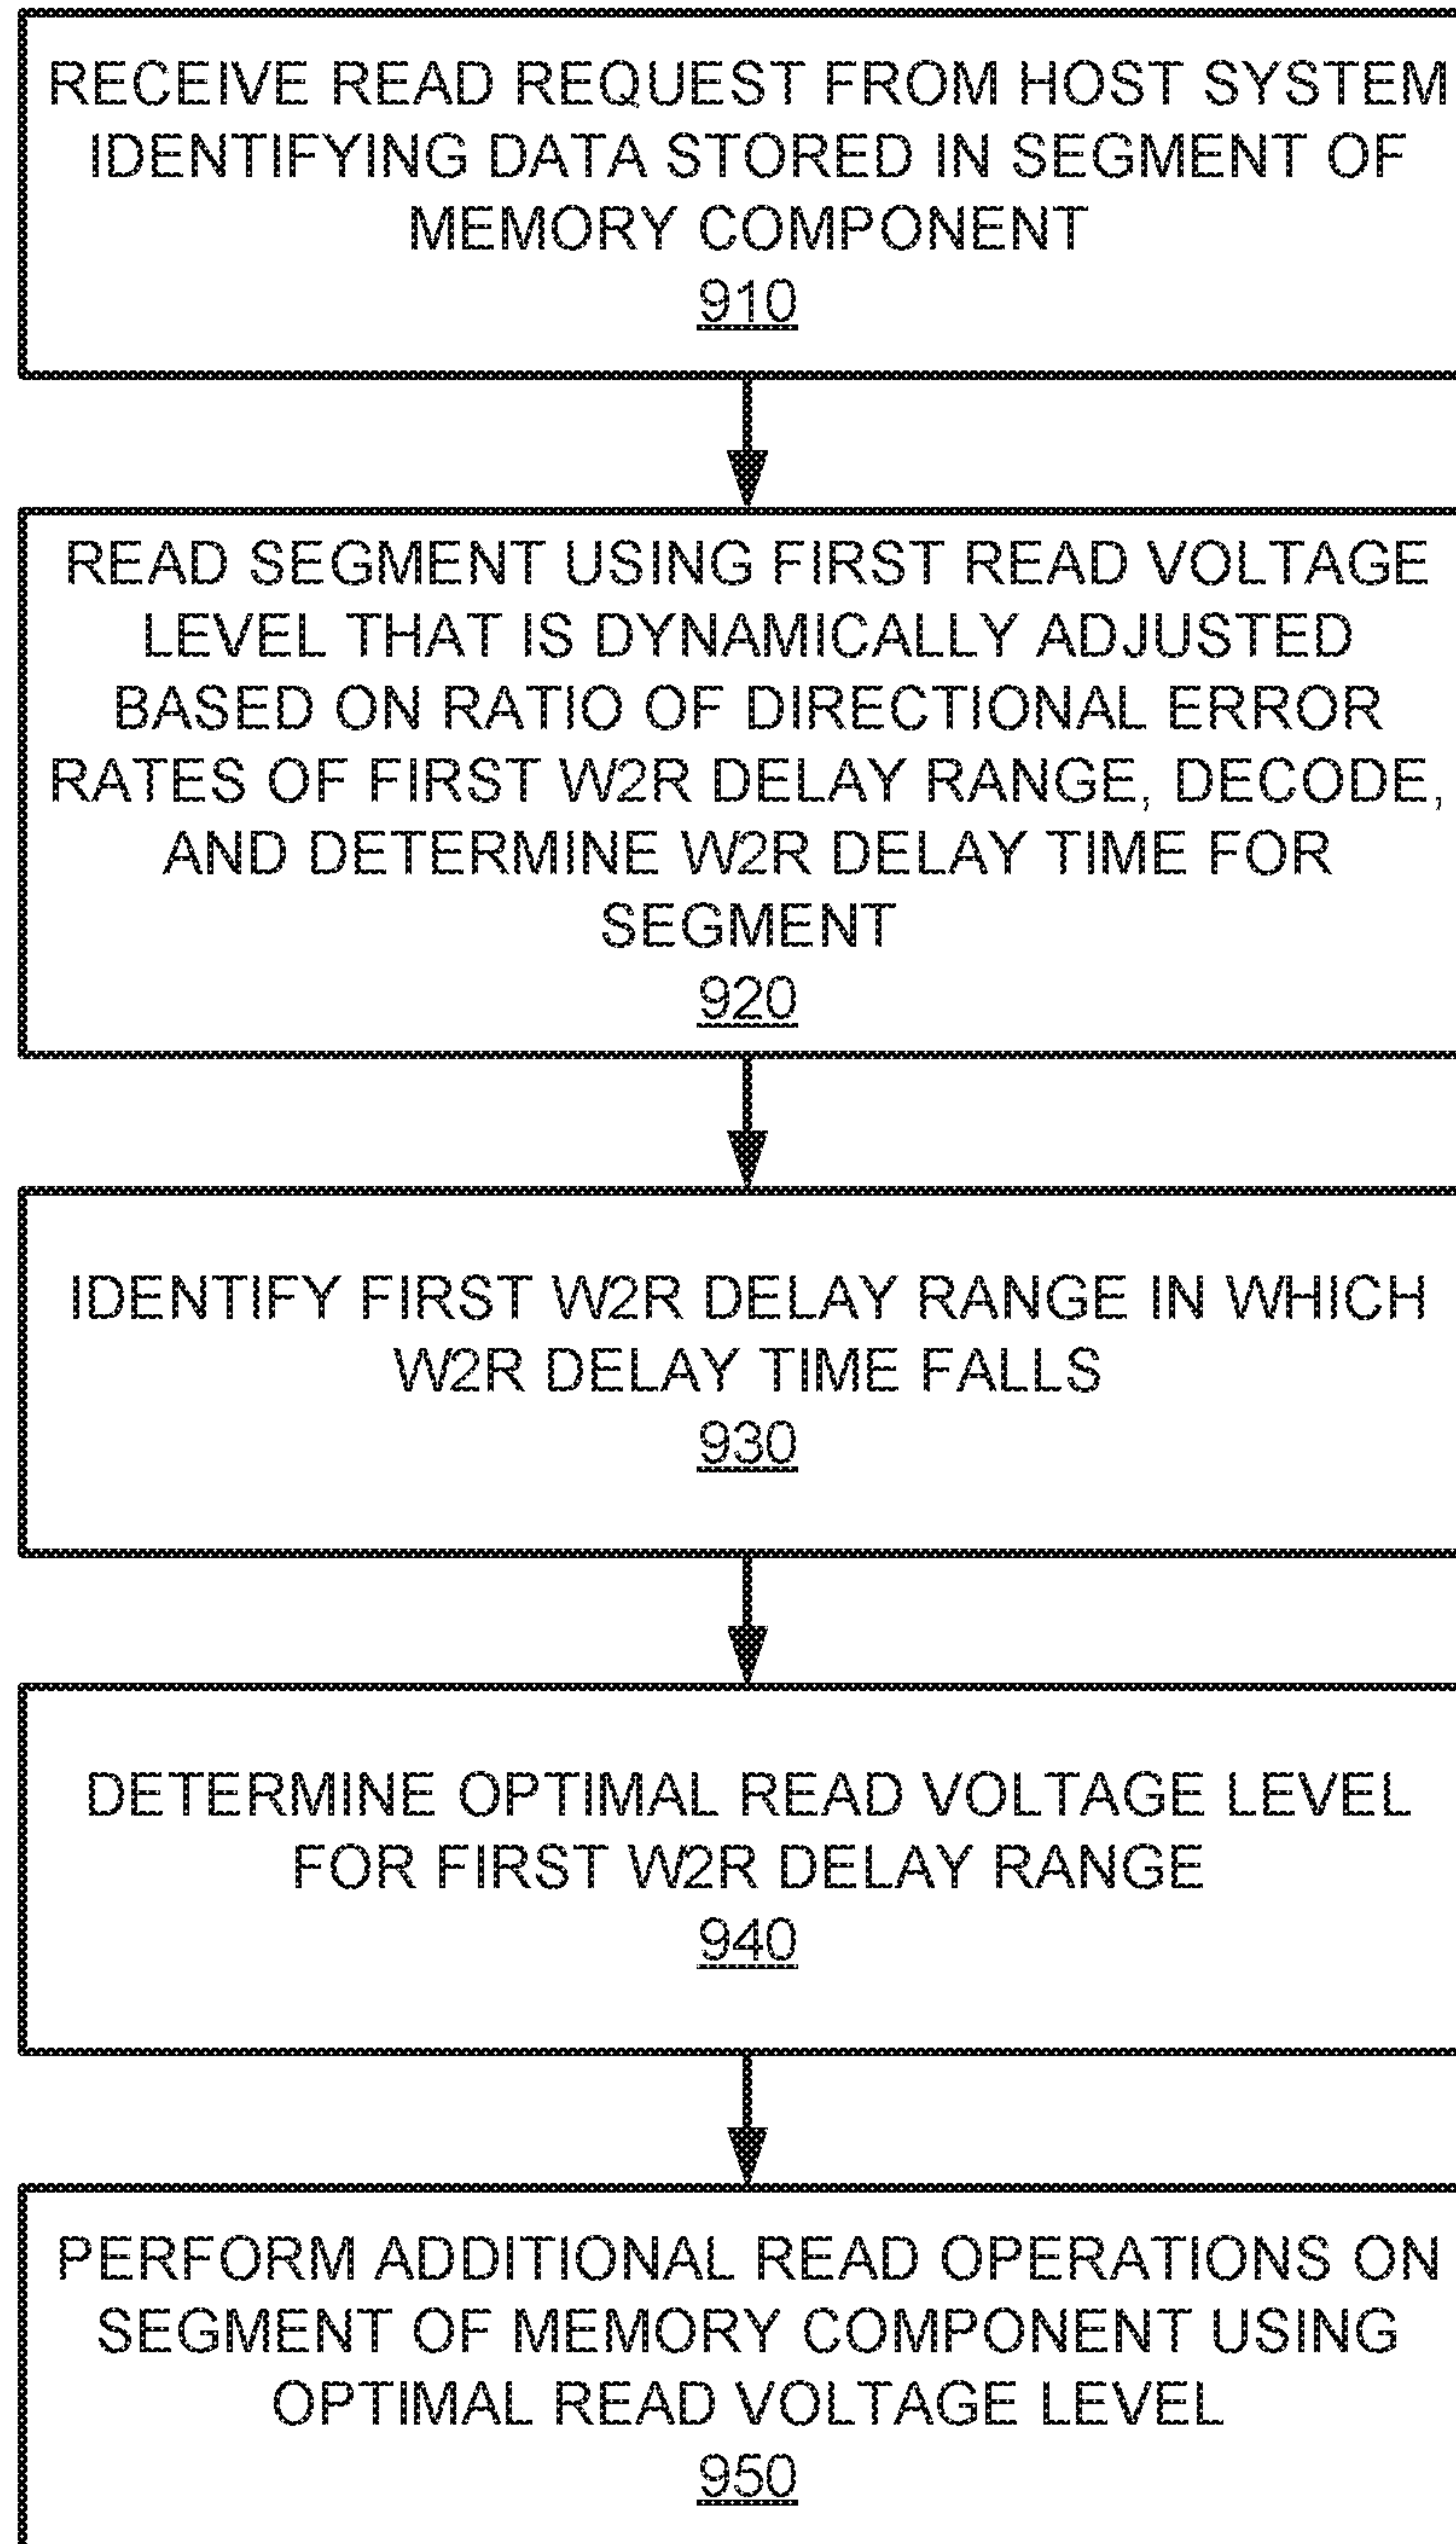 RECEIVE READ REQUEST FROM HOST SYSTEM
IDENTIFYING DATA STORED IN SEGMENT OF
MEMORY COMPONENT
910
READ SEGMENT USING FIRST READ VOLTAGE
LEVEL THAT IS DYNAMICALLY ADJUSTED
BASED ON RATIO OF DIRECTIONAL ERROR
RATES OF FIRST W2R DELAY RANGE, DECODE,
AND DETERMINE W2R DELAY TIME FOR
SEGMENT
920
IDENTIFY FIRST W2R DELAY RANGE IN WHICH
W2R DELAY TIME FALLS
930
DETERMINE OPTIMAL READ VOLTAGE LEVEL
FOR FIRST W2R DELAY RANGE
940
PERFORM ADDITIONAL READ OPERATIONS ON
SEGMENT OF MEMORY COMPONENT USING
OPTIMAL READ VOLTAGE LEVEL
950